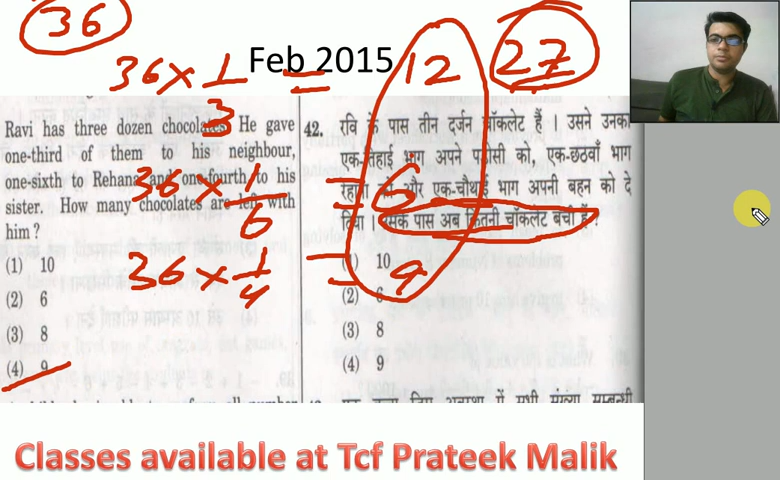 36
Feb 2015
36 × 1/3 =
12
27
Ravi has three dozen chocolates. He gave
one-third of them to his neighbour,
one-sixth to Rehana and one-fourth to his
sister. How many chocolates are left with
him?
(1) 10
(2) 6
(3) 8
(4) 9
36 × 1/6
6
36 × 1/4
9
42. रवि के पास तीन दर्जन चॉकलेट हैं । उसने उनका
एक-तिहाई भाग अपने पड़ोसी को, एक-छठवाँ भाग
रेहाना को और एक-चौथाई भाग अपनी बहन को दे
दिया । उसके पास अब कितनी चॉकलेट बची हैं ?
(1) 10
(2) 6
(3) 8
(4) 9
Classes available at Tcf Prateek Malik